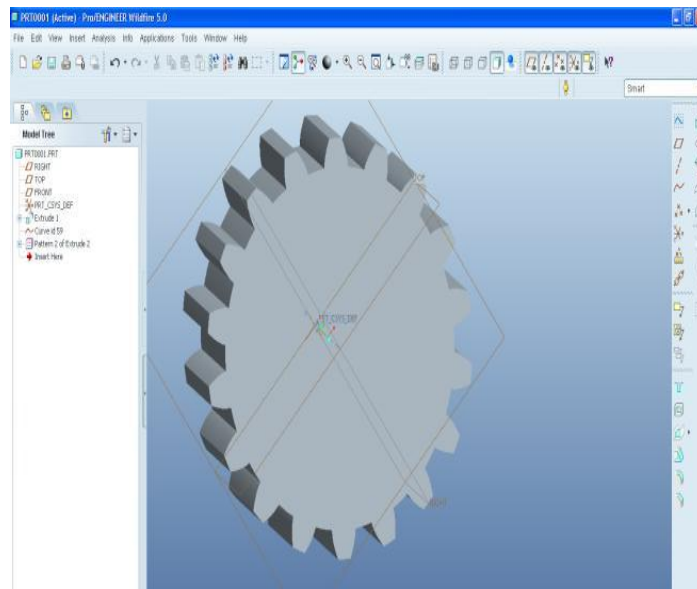 PRT0001 (Active) - Pro/ENGINEER Wildfire 5.0
File Edit View Insert Analysis Info Applications Tools Window Help
Smart
Model Tree
PRT0001.PRT
RIGHT
TOP
FRONT
PRT_CSYS_DEF
Extrude 1
Curve id 59
Pattern 2 of Extrude 2
Insert Here
PRT_CSYS_DEF